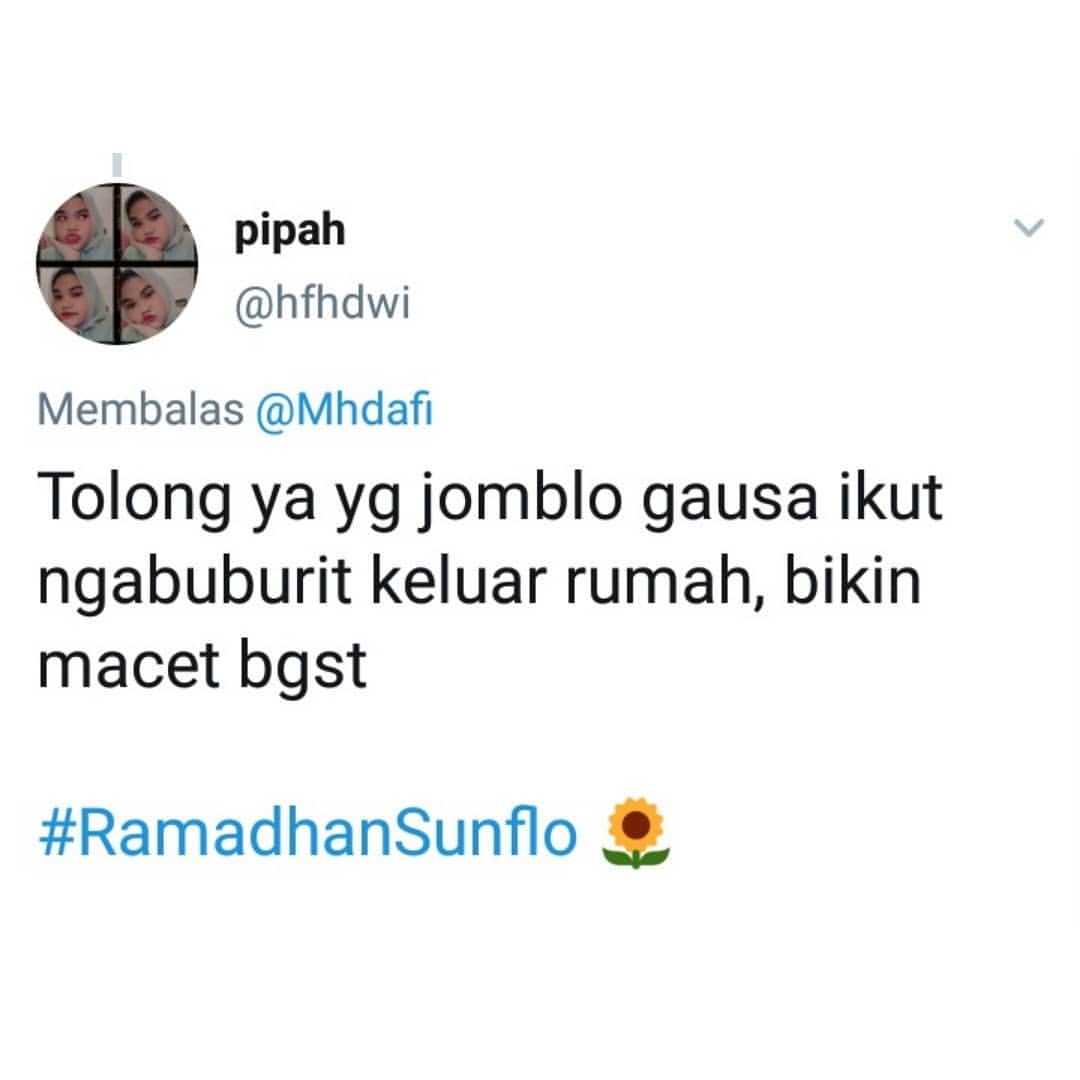 pipah
@hfhdwi
Membalas @Mhdafi
Tolong ya yg jomblo gausa ikut
ngabuburit keluar rumah, bikin
macet bgst
#RamadhanSunflo 🌻